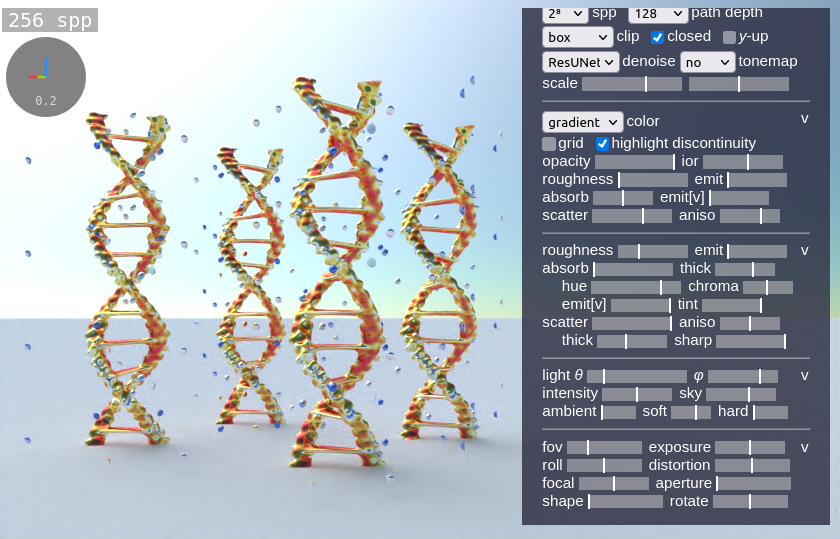 256 spp
0.2
2⁸ spp 128 path depth
box clip closed y-up
ResUNet denoise no tonemap
scale
gradient color v
grid highlight discontinuity
opacity ior
roughness emit
absorb emit[v]
scatter aniso
roughness emit v
absorb thick
hue chroma
emit[v] tint
scatter aniso
thick sharp
light θ φ v
intensity sky
ambient soft hard
fov exposure v
roll distortion
focal aperture
shape rotate